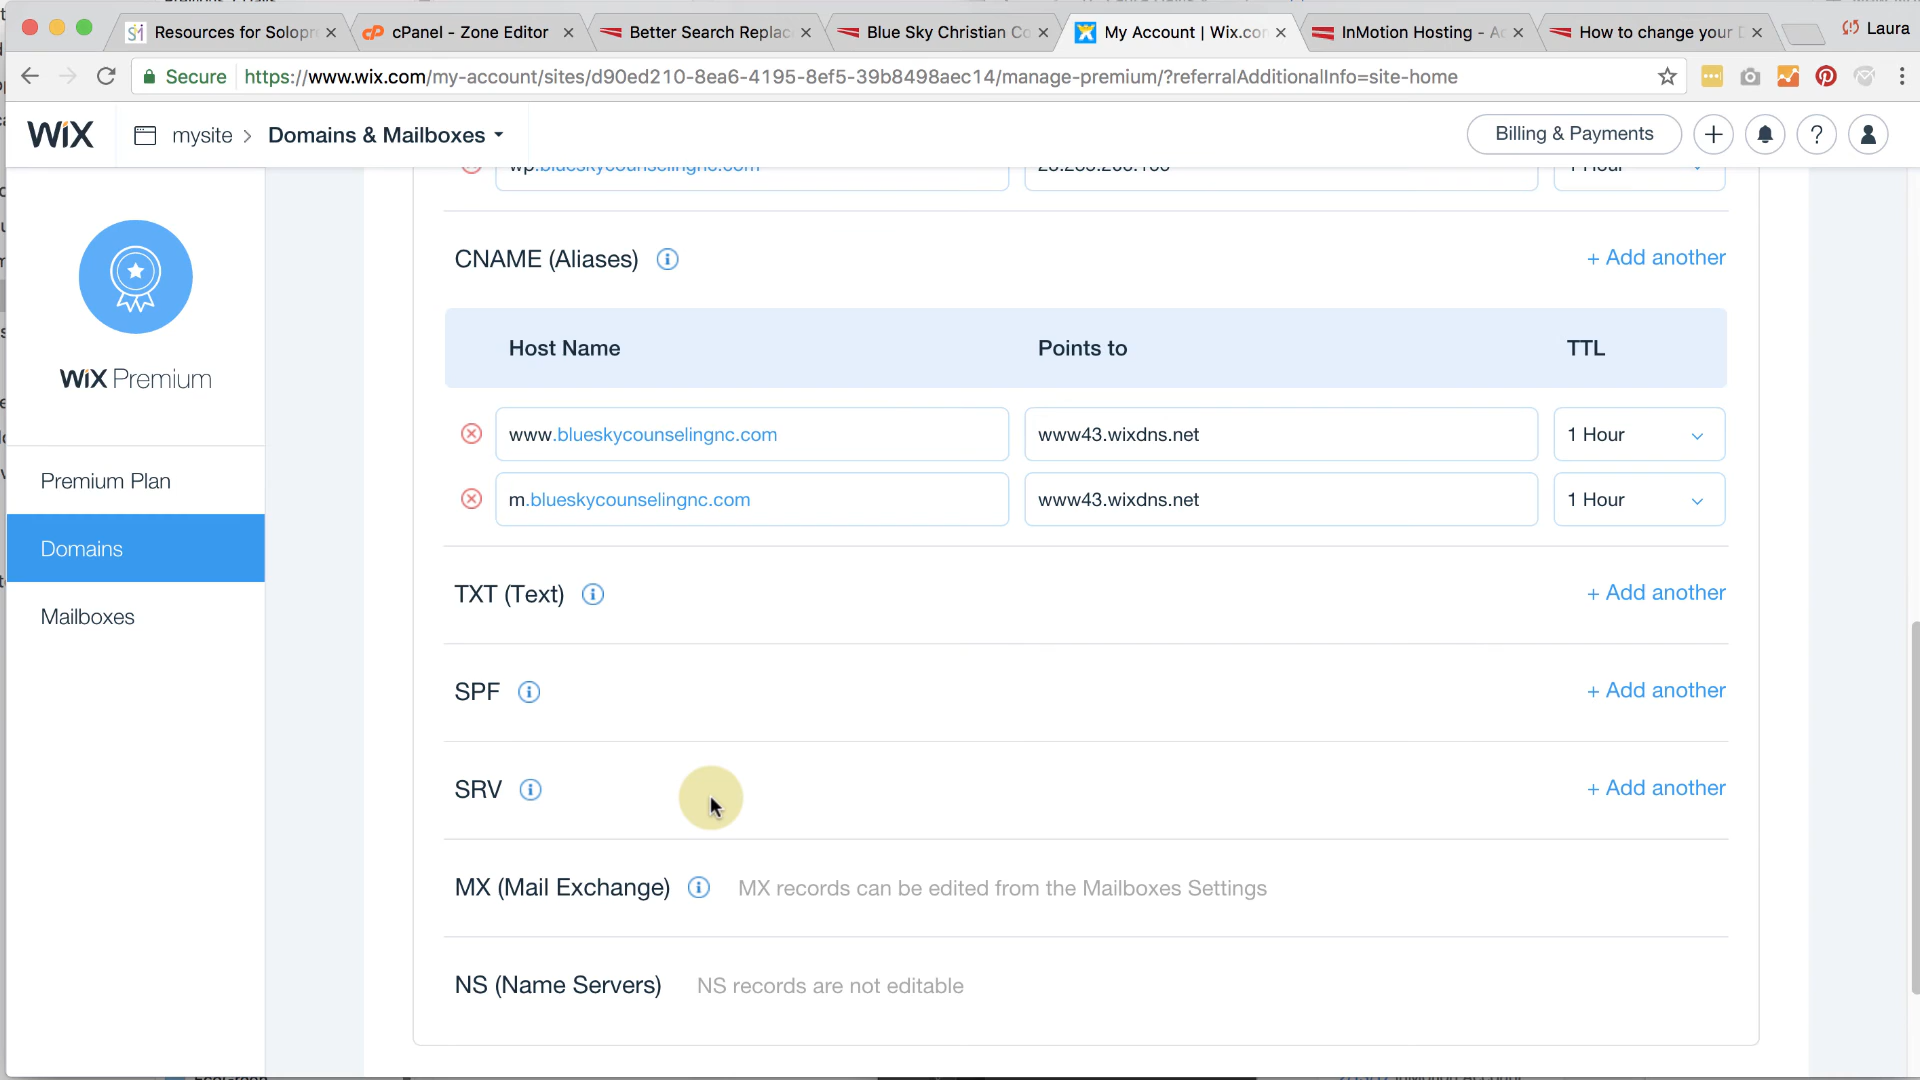 Resources for Solopr
cPanel - Zone Editor
Better Search Replac
Blue Sky Christian Co
My Account | Wix.com
InMotion Hosting - Ac
How to change your D
Laura
Secure https://www.wix.com/my-account/sites/d90ed210-8ea6-4195-8ef5-39b8498aec14/manage-premium/?referralAdditionalInfo=site-home
WiX mysite > Domains & Mailboxes
Billing & Payments
+ ?
wp.blueskycounselingnc.com
1 Hour
CNAME (Aliases) i + Add another
Host Name Points to TTL
www.blueskycounselingnc.com www43.wixdns.net 1 Hour
m.blueskycounselingnc.com www43.wixdns.net 1 Hour
WiX Premium
Premium Plan
Domains
Mailboxes
TXT (Text) i + Add another
SPF i + Add another
SRV i + Add another
MX (Mail Exchange) i MX records can be edited from the Mailboxes Settings
NS (Name Servers) NS records are not editable